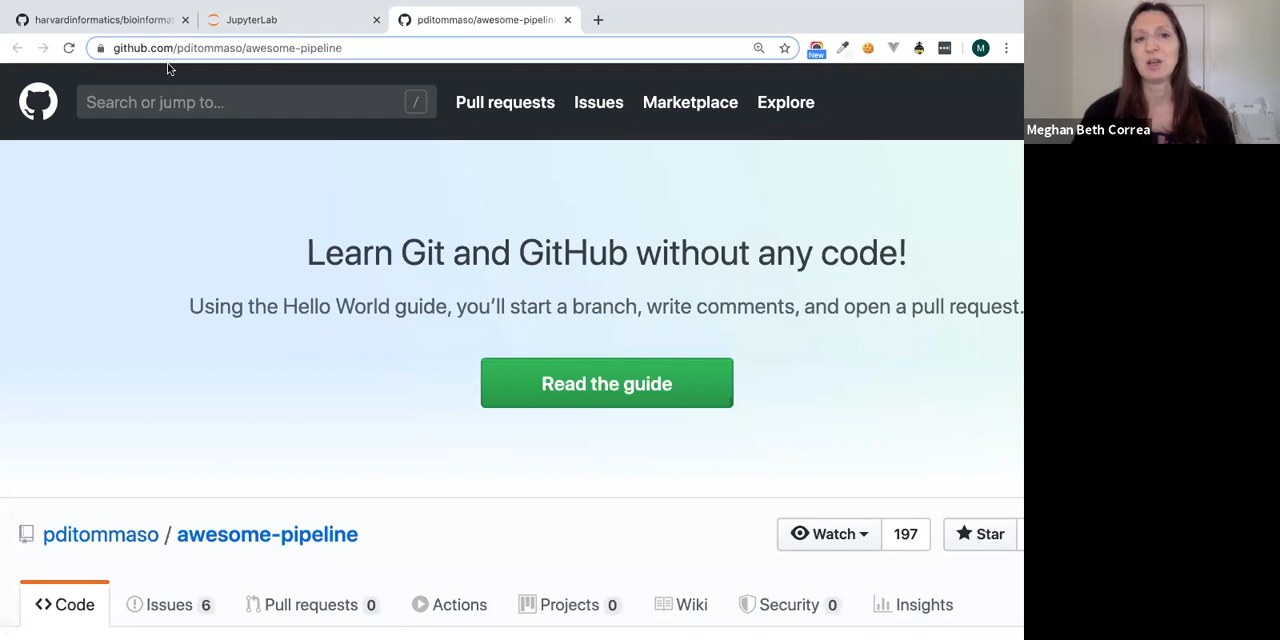 harvardinformatics/bioinformat
JupyterLab
pditommaso/awesome-pipeline
github.com/pditommaso/awesome-pipeline
New
M
Search or jump to...
/
Pull requests
Issues
Marketplace
Explore
Meghan Beth Correa
Learn Git and GitHub without any code!
Using the Hello World guide, you’ll start a branch, write comments, and open a pull request.
Read the guide
pditommaso / awesome-pipeline
Watch
197
Star
Code
Issues 6
Pull requests 0
Actions
Projects 0
Wiki
Security 0
Insights